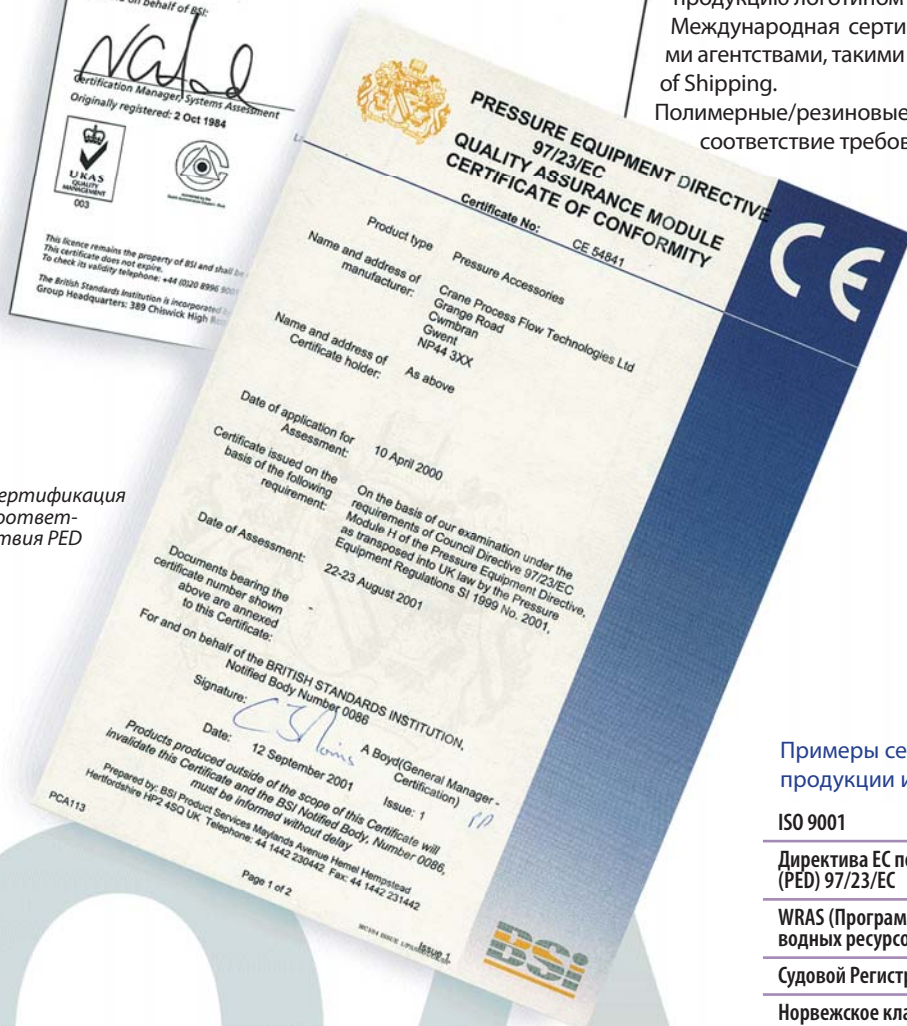 on behalf of BSI:
Certification Manager, Systems Assessment
Originally registered: 2 Oct 1984
UKAS
QUALITY
MANAGEMENT
003
This licence remains the property of BSI and shall be
This certificate does not expire.
To check its validity telephone: +44 (0)20 8996 9001
The British Standards Institution is incorporated by
Group Headquarters: 389 Chiswick High
продукцию логотипом
Международная серти
ми агентствами, такими
of Shipping.
Полимерные/резиновые
соответствие требов
PRESSURE EQUIPMENT DIRECTIVE
97/23/EC
QUALITY ASSURANCE MODULE
CERTIFICATE OF CONFORMITY
CE
Certificate No: CE 54841
Product type Pressure Accessories
Name and address of
manufacturer: Crane Process Flow Technologies Ltd
Grange Road
Cwmbran
Gwent
NP44 3XX
Name and address of
Certificate holder: As above
Date of application for
Assessment: 10 April 2000
Certificate issued on the
basis of the following
requirement: On the basis of our examination under the
requirements of Council Directive 97/23/EC
Module H of the Pressure Equipment Directive,
as transposed into UK law by the Pressure
Equipment Regulations SI 1999 No. 2001,
Date of Assessment: 22-23 August 2001
Documents bearing the
certificate number shown
above are annexed
to this Certificate: -
For and on behalf of the BRITISH STANDARDS INSTITUTION,
Notified Body Number 0086
Signature:
A Boyd(General Manager -
Certification)
Date: 12 September 2001
Issue: 1
pp
Products produced outside of the scope of this Certificate will
invalidate this Certificate and the BSI Notified Body, Number 0086,
must be informed without delay
Prepared by: BSI Product Services Maylands Avenue Hemel Hempstead
Hertfordshire HP2 4SQ UK Telephone: 44 1442 230442 Fax: 44 1442 231442
PCA113
Page 1 of 2
Issue 1
BSi
ертификация
оответ-
твия PED
Примеры се
продукции и
ISO 9001
Директива ЕС по
(PED) 97/23/EC
WRAS (Програм
водных ресурсо
Судовой Регистр
Норвежское кла